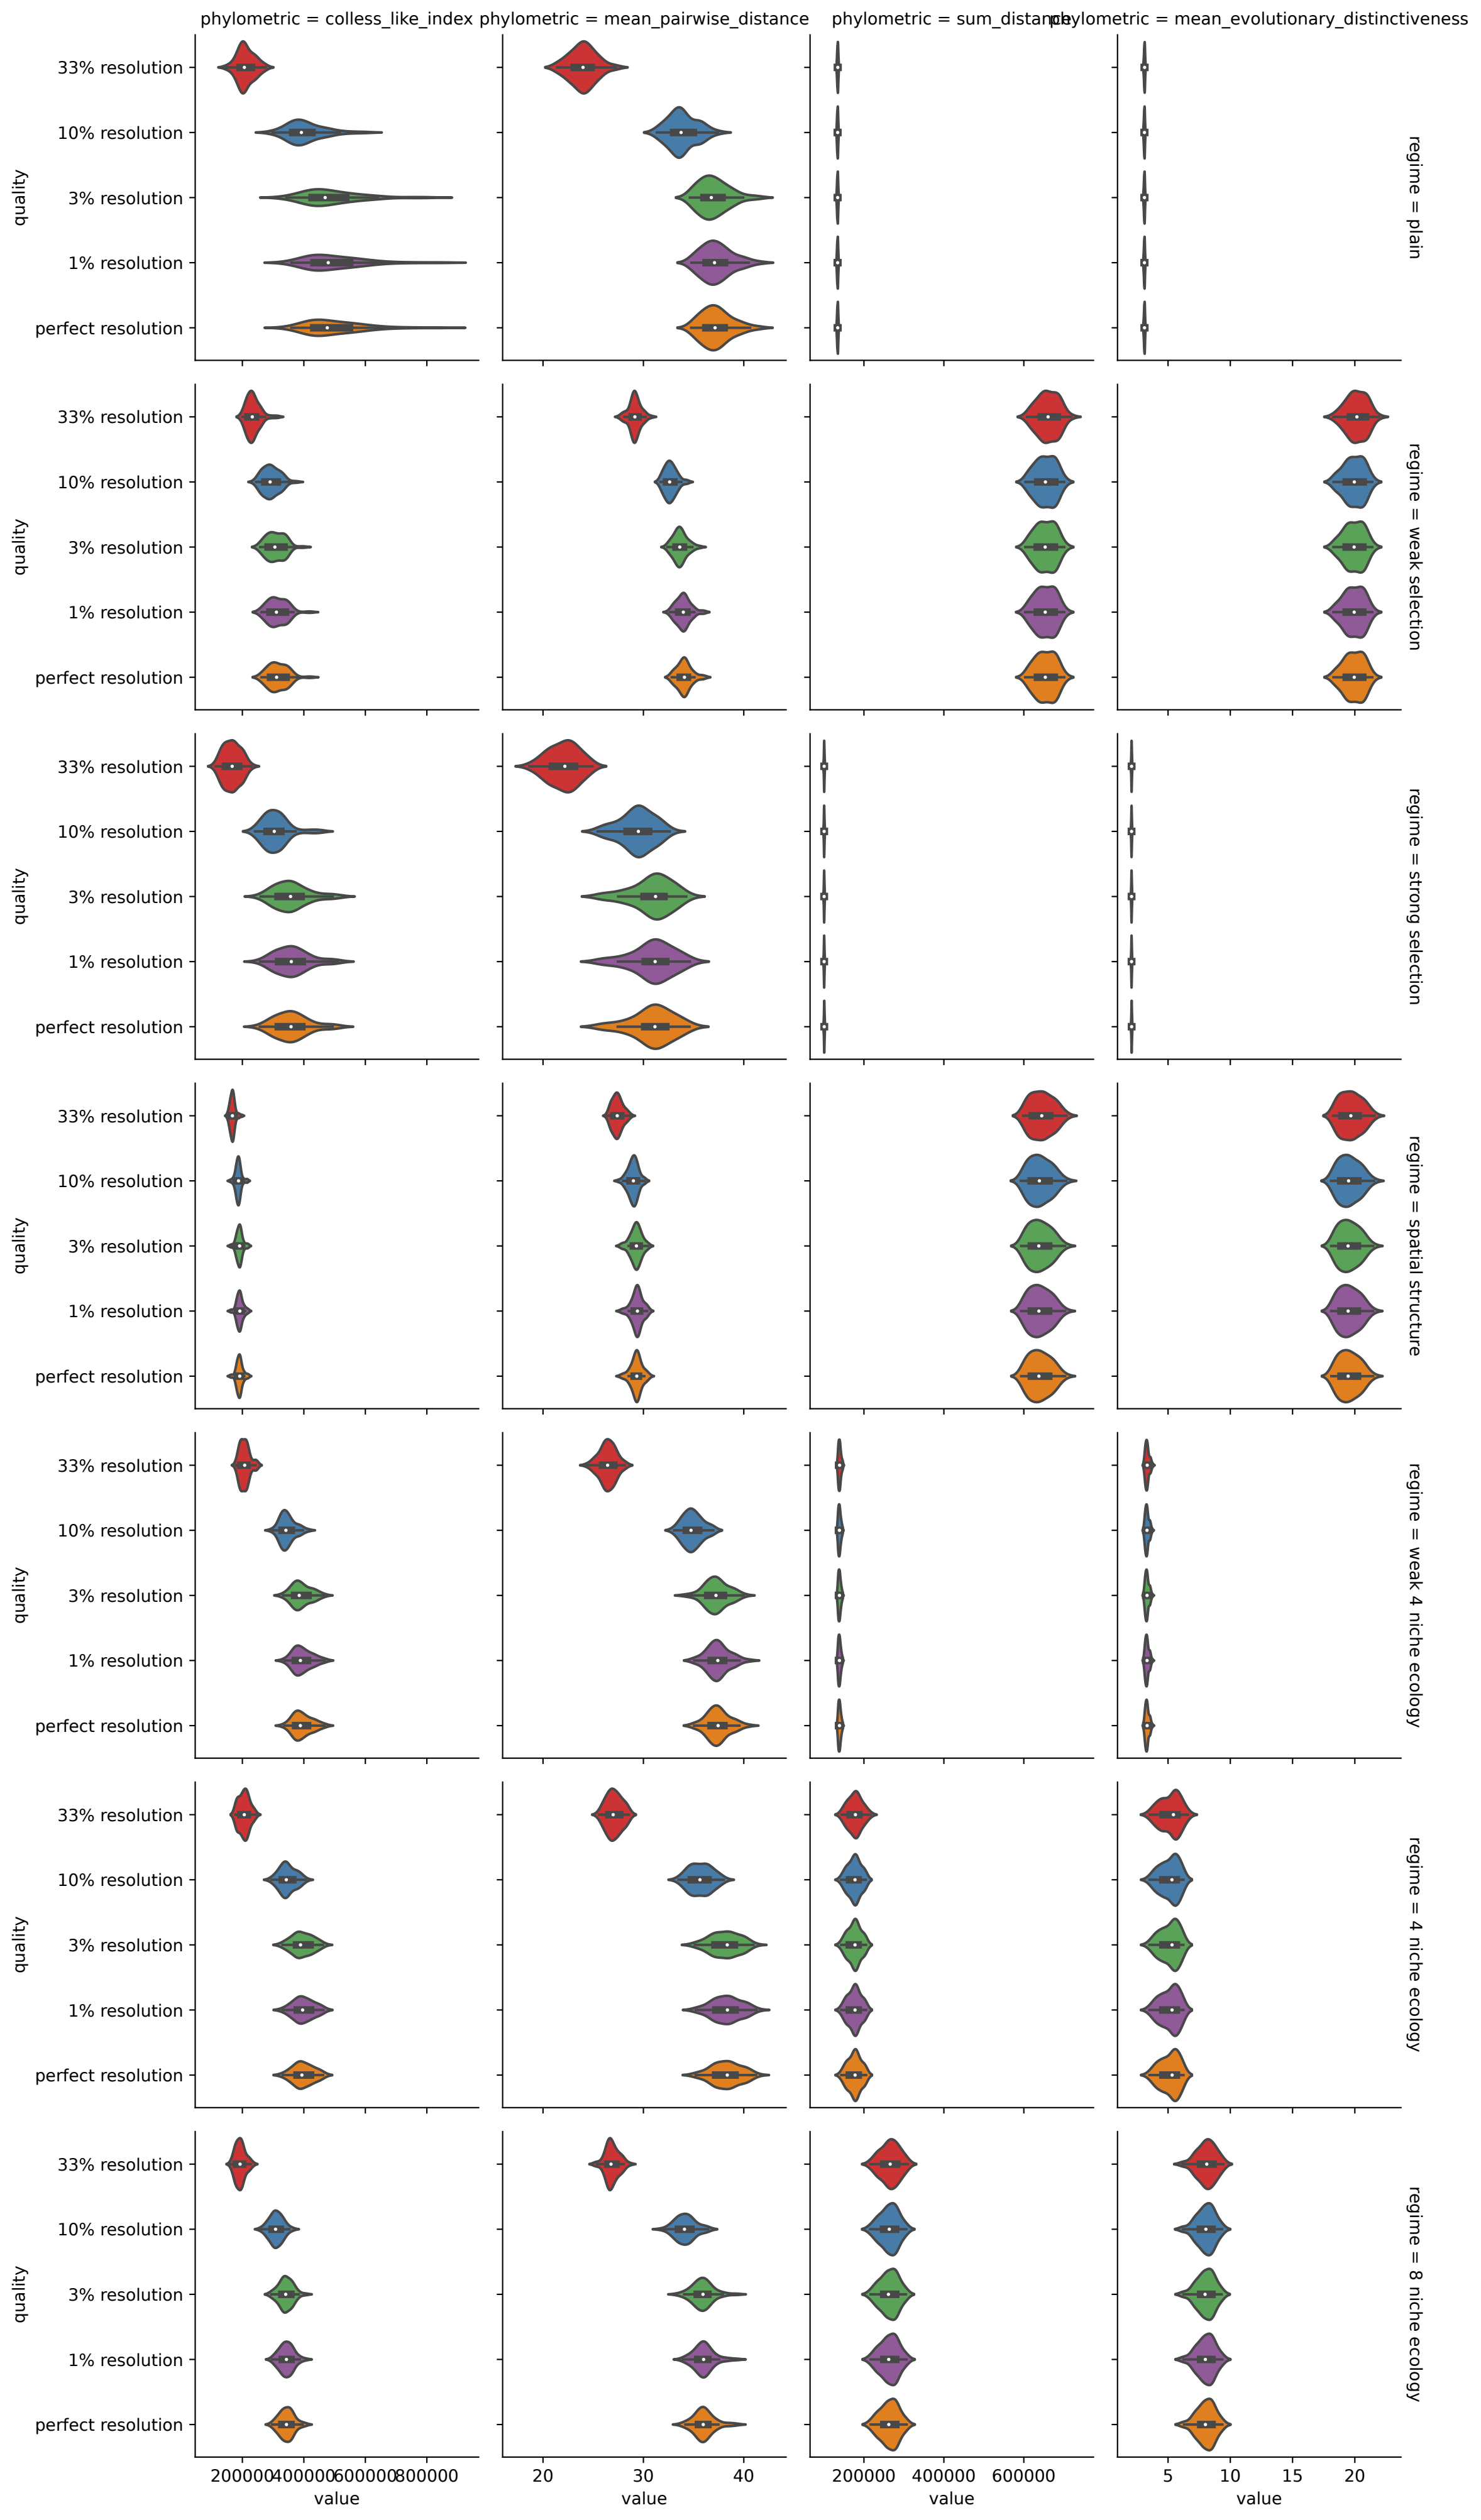 phylometric = colless_like_index phylometric = mean_pairwise_distance phylometric = sum_distance phylometric = mean_evolutionary_distinctiveness
33% resolution
10% resolution
3% resolution
1% resolution
perfect resolution
quality
regime = plain
33% resolution
10% resolution
3% resolution
1% resolution
perfect resolution
quality
regime = weak selection
33% resolution
10% resolution
3% resolution
1% resolution
perfect resolution
quality
regime = strong selection
33% resolution
10% resolution
3% resolution
1% resolution
perfect resolution
quality
regime = spatial structure
33% resolution
10% resolution
3% resolution
1% resolution
perfect resolution
quality
regime = weak 4 niche ecology
33% resolution
10% resolution
3% resolution
1% resolution
perfect resolution
quality
regime = 4 niche ecology
33% resolution
10% resolution
3% resolution
1% resolution
perfect resolution
quality
regime = 8 niche ecology
200000 400000 600000 800000 20 30 40 200000 400000 600000 5 10 15 20
value value value value